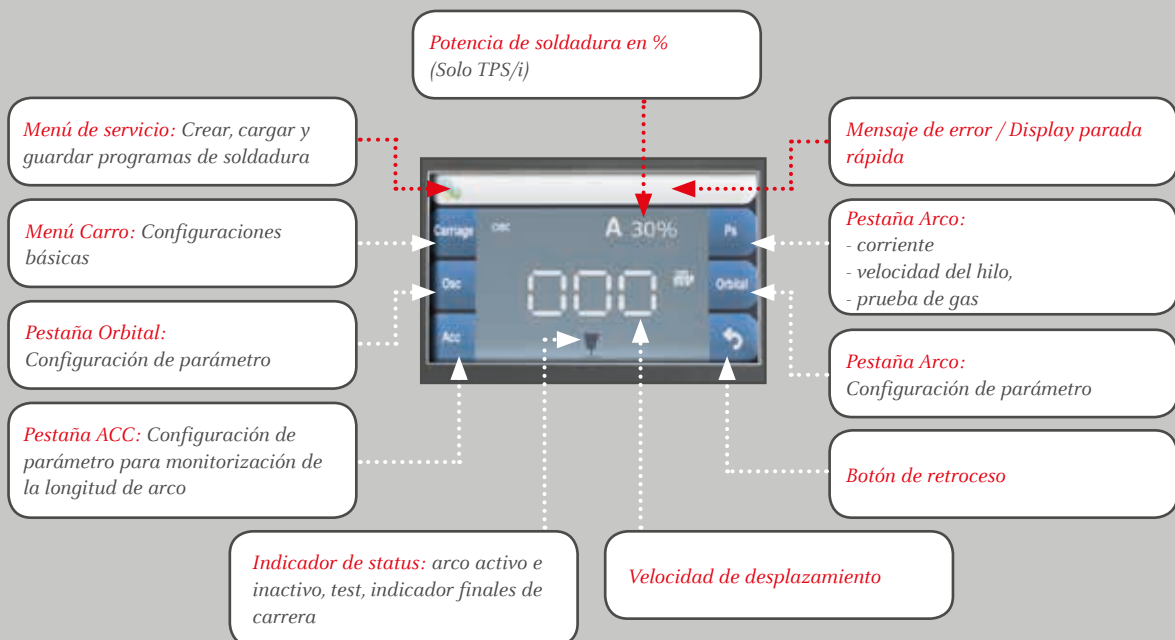 Potencia de soldadura en %
(Solo TPS/i)
Menú de servicio: Crear, cargar y
guardar programas de soldadura
Mensaje de error / Display parada
rápida
Menú Carro: Configuraciones
básicas
Pestaña Arco:
- corriente
- velocidad del hilo,
- prueba de gas
Pestaña Orbital:
Configuración de parámetro
Pestaña Arco:
Configuración de parámetro
Pestaña ACC: Configuración de
parámetro para monitorización de
la longitud de arco
Botón de retroceso
Indicador de status: arco activo e
inactivo, test, indicador finales de
carrera
Velocidad de desplazamiento
Carriage
osc
A 30%
Ps
Osc
000
Orbital
Acc